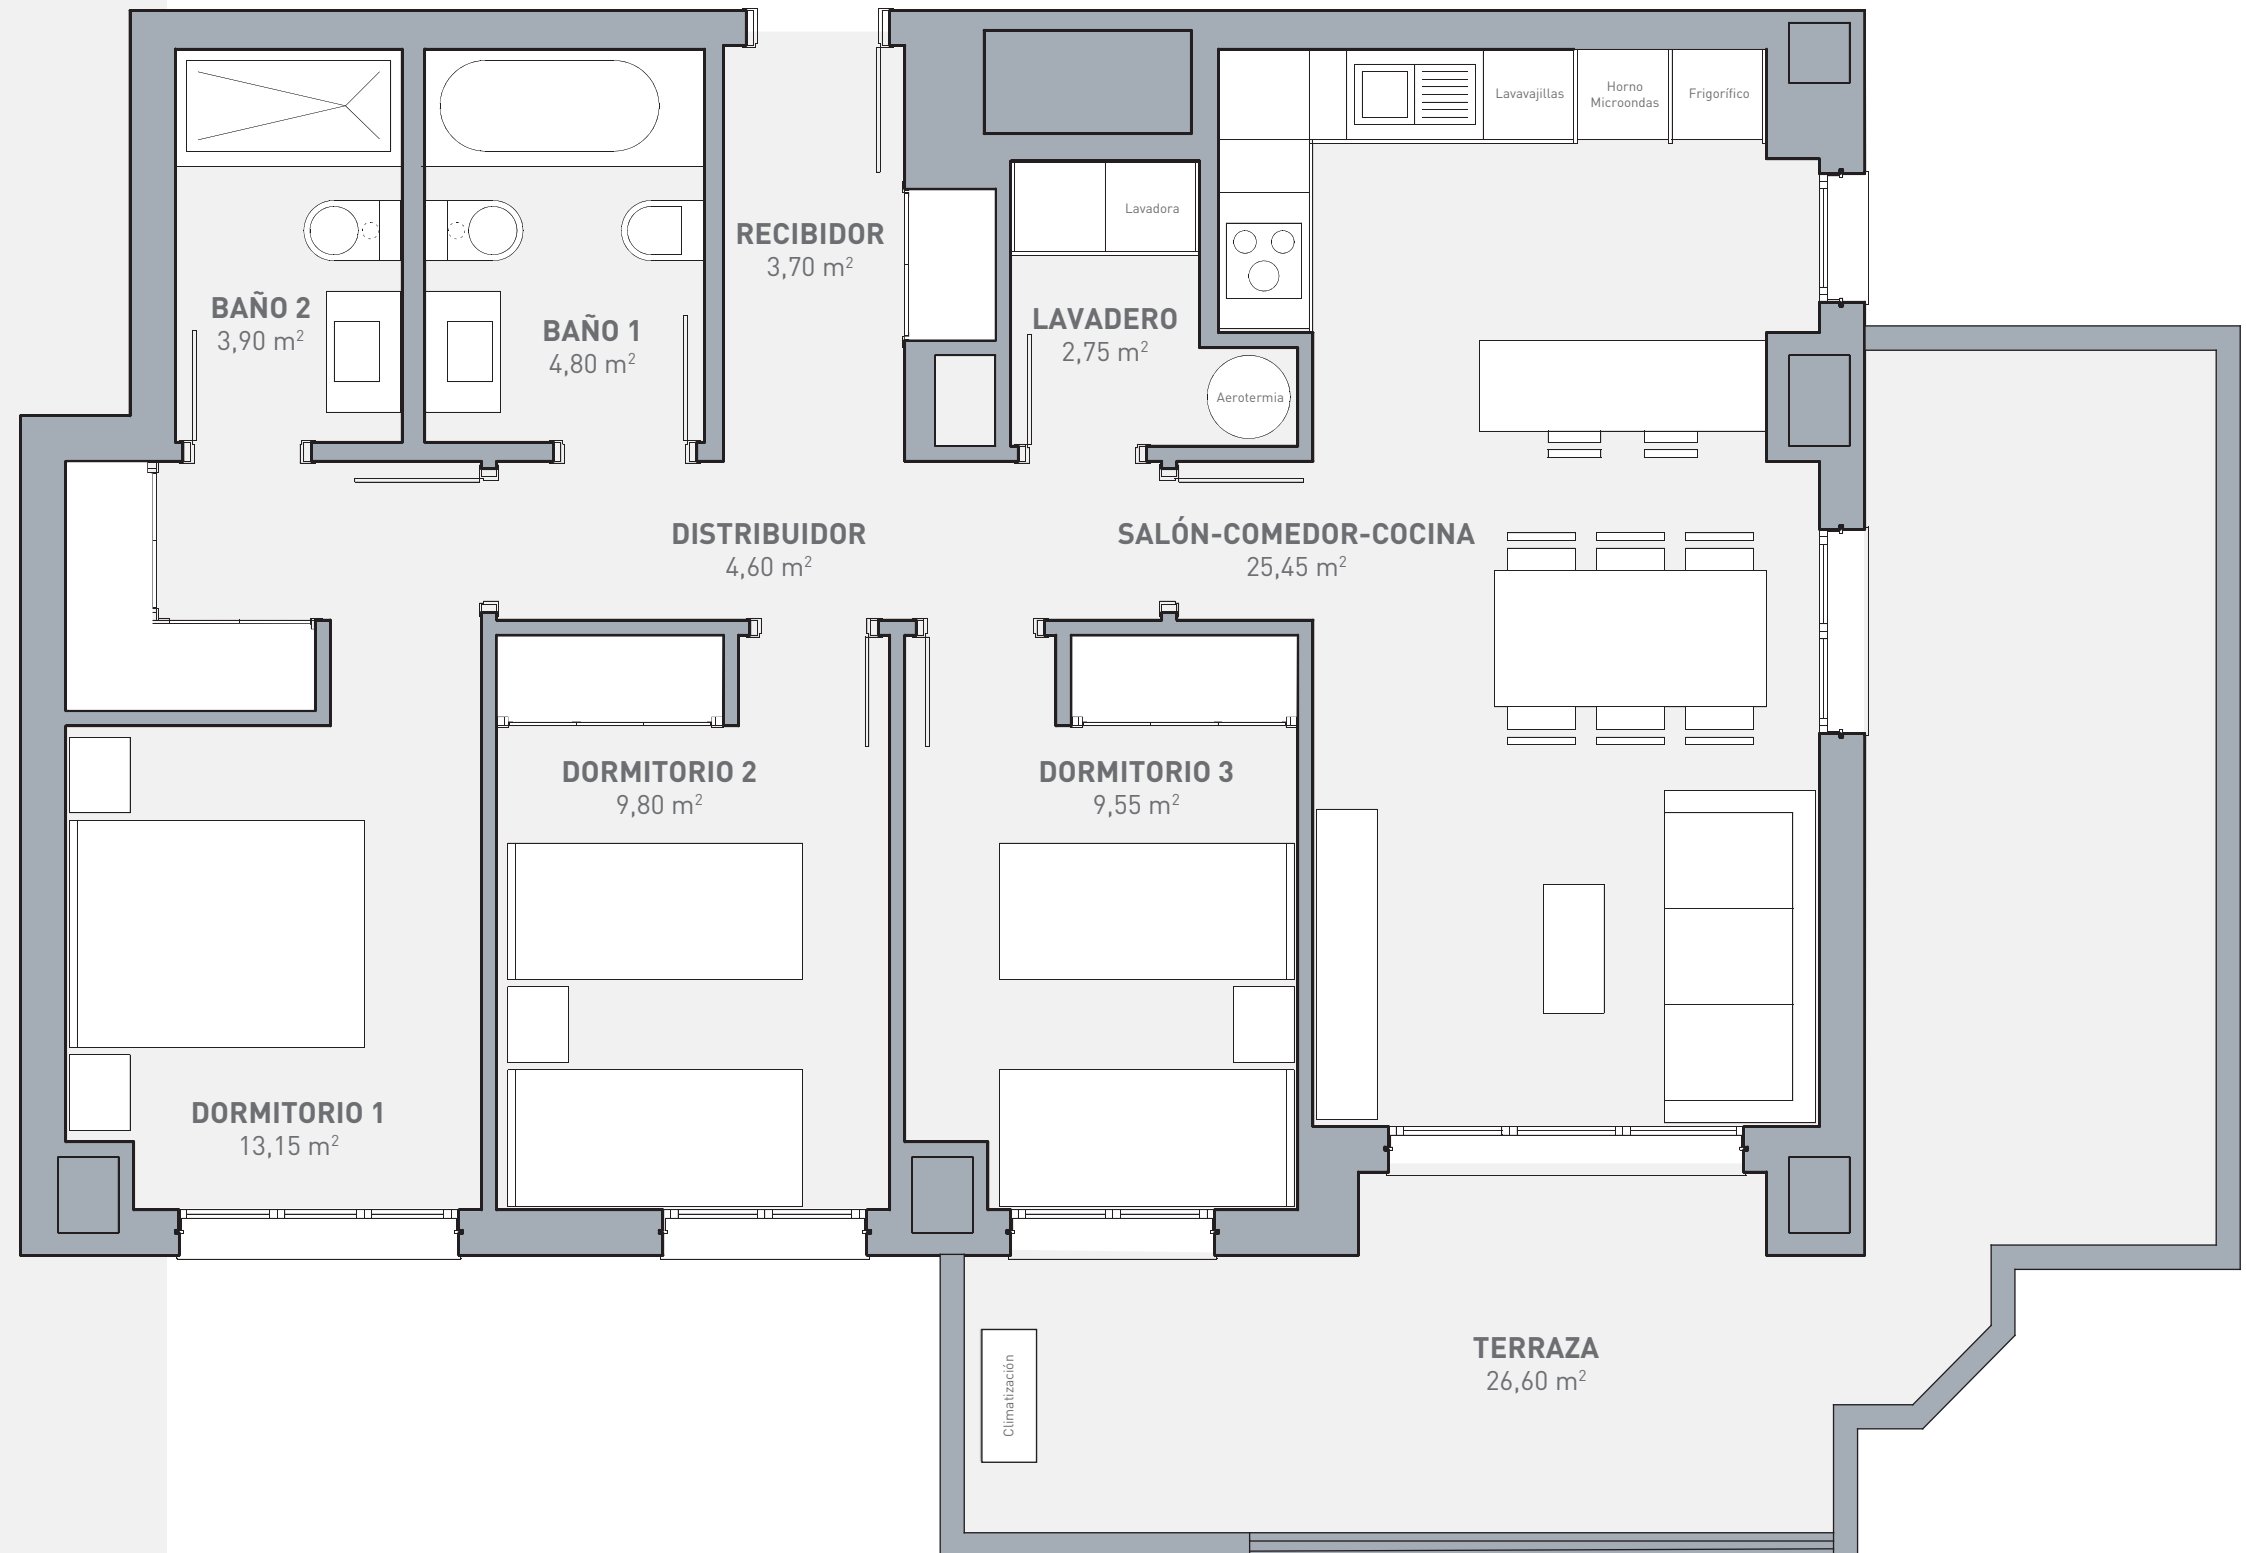 Lavavajillas
Horno
Microondas
Frigorífico
Lavadora
RECIBIDOR
3,70 m²
BAÑO 2
3,90 m²
BAÑO 1
4,80 m²
LAVADERO
2,75 m²
Aerotermia
DISTRIBUIDOR
4,60 m²
SALÓN-COMEDOR-COCINA
25,45 m²
DORMITORIO 2
9,80 m²
DORMITORIO 3
9,55 m²
DORMITORIO 1
13,15 m²
TERRAZA
26,60 m²
Climatización